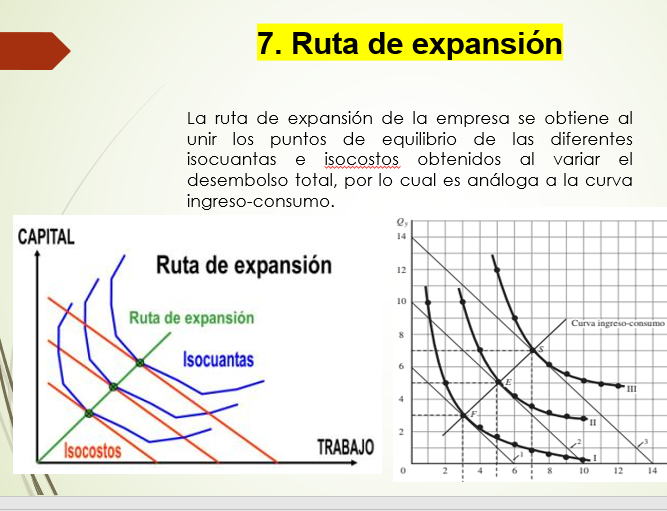 7. Ruta de expansión
La ruta de expansión de la empresa se obtiene al
unir los puntos de equilibrio de las diferentes
isocuantas e isocostos obtenidos al variar el
desembolso total, por lo cual es análoga a la curva
ingreso-consumo.
CAPITAL
Ruta de expansión
Ruta de expansión
Isocuantas
Isocostos
TRABAJO
Qy
14
12
10
8
6
4
2
0
2
4
6
8
10
12
14
Curva ingreso-consumo
S
E
F
III
II
I
1
2
3